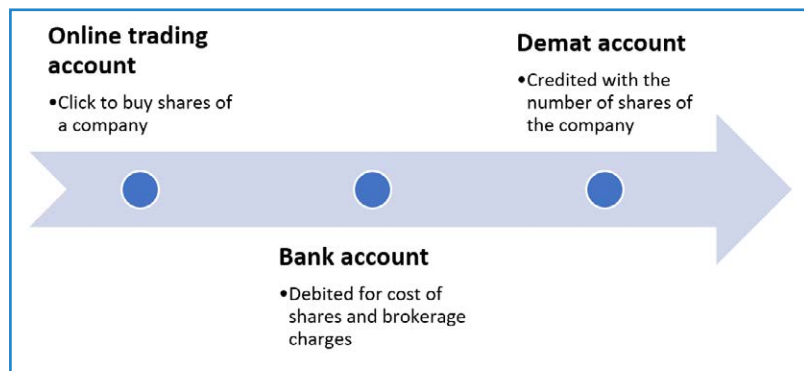 Online trading
account
•Click to buy shares of
a company
Bank account
•Debited for cost of
shares and brokerage
charges
Demat account
•Credited with the
number of shares of
the company